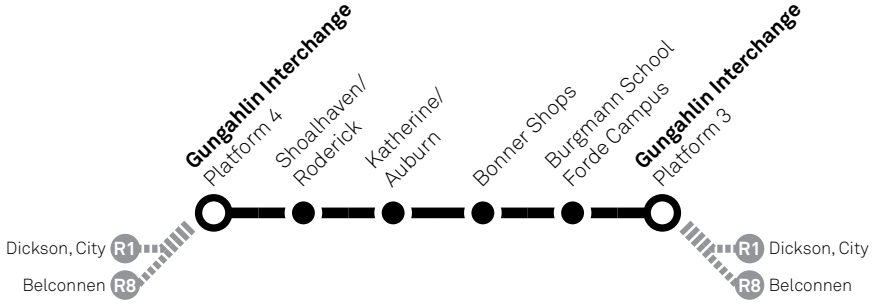 Gungahlin Interchange
Platform 4
Shoalhaven/
Roderick
Katherine/
Auburn
Bonner Shops
Burgmann School
Forde Campus
Gungahlin Interchange
Platform 3
Dickson, City R1
Belconnen R8
R1 Dickson, City
R8 Belconnen